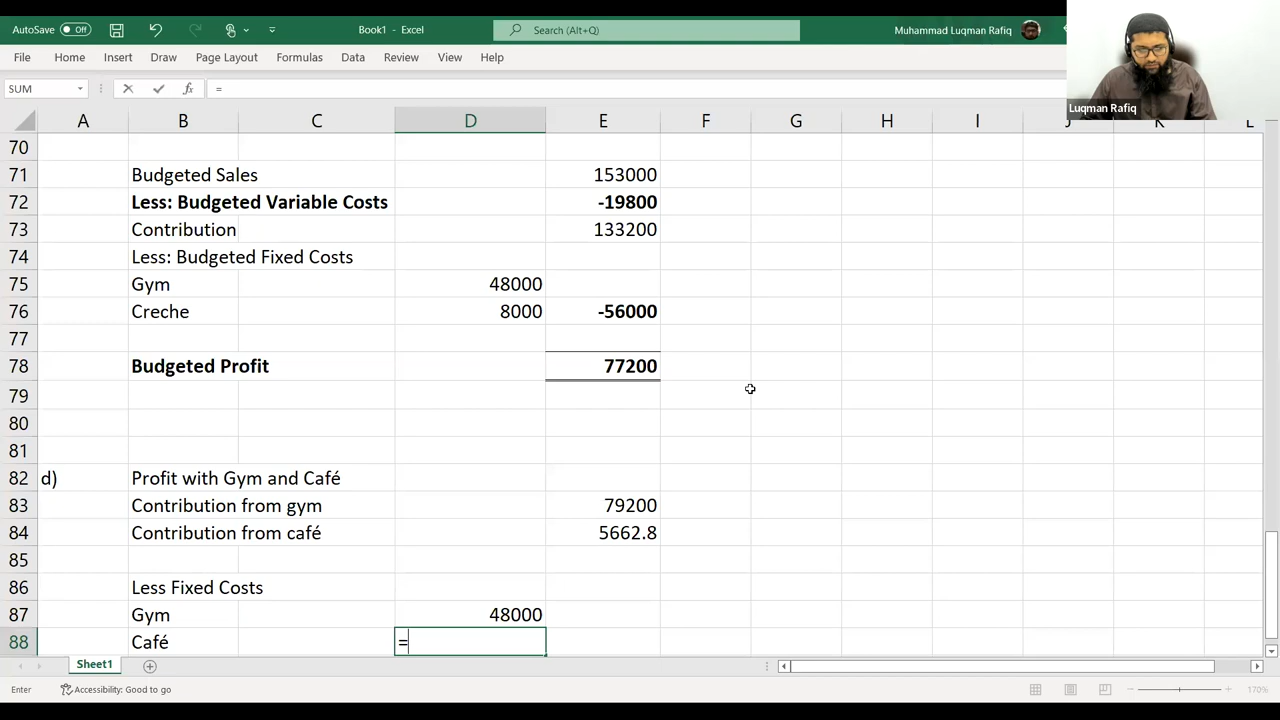 AutoSave Off Book1 - Excel Search (Alt+Q) Muhammad Luqman Rafiq
File Home Insert Draw Page Layout Formulas Data Review View Help
Luqman Rafiq
SUM fx =
A B C D E F G H I J K L
70
71 Budgeted Sales 153000
72 Less: Budgeted Variable Costs -19800
73 Contribution 133200
74 Less: Budgeted Fixed Costs
75 Gym 48000
76 Creche 8000 -56000
77
78 Budgeted Profit 77200
79
80
81
82 d) Profit with Gym and Café
83 Contribution from gym 79200
84 Contribution from café 5662.8
85
86 Less Fixed Costs
87 Gym 48000
88 Café =
Sheet1
Enter Accessibility: Good to go 170%